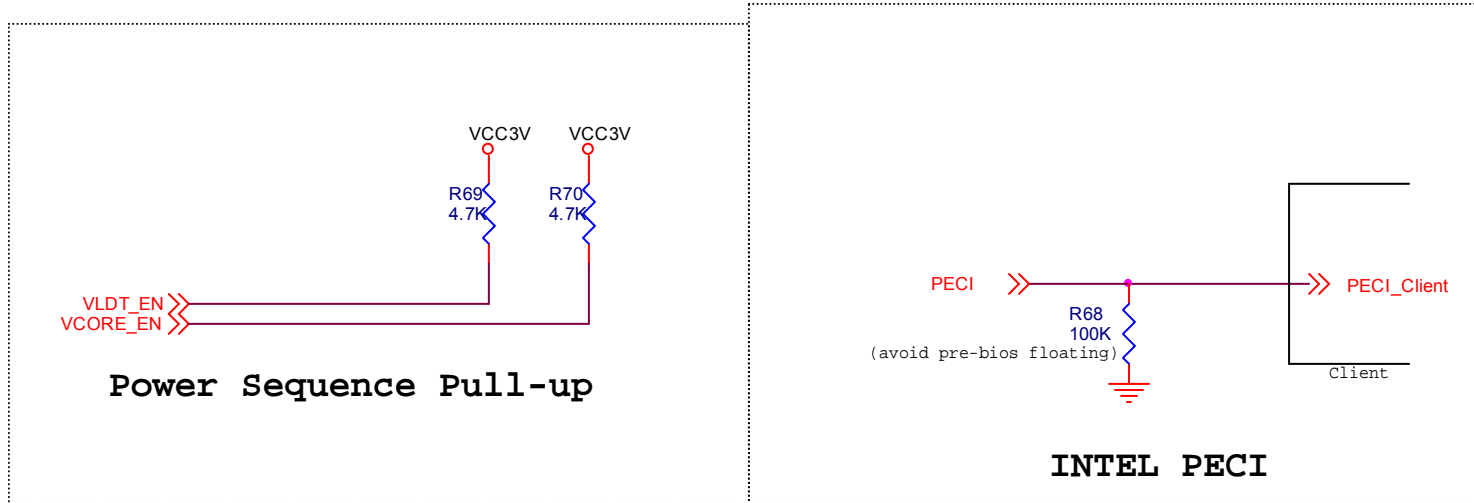 VCC3V VCC3V
R69 R70
4.7K 4.7K
VLDT_EN
VCORE_EN
Power Sequence Pull-up
PECI PECI_Client
R68
100K
(avoid pre-bios floating)
Client
INTEL PECI